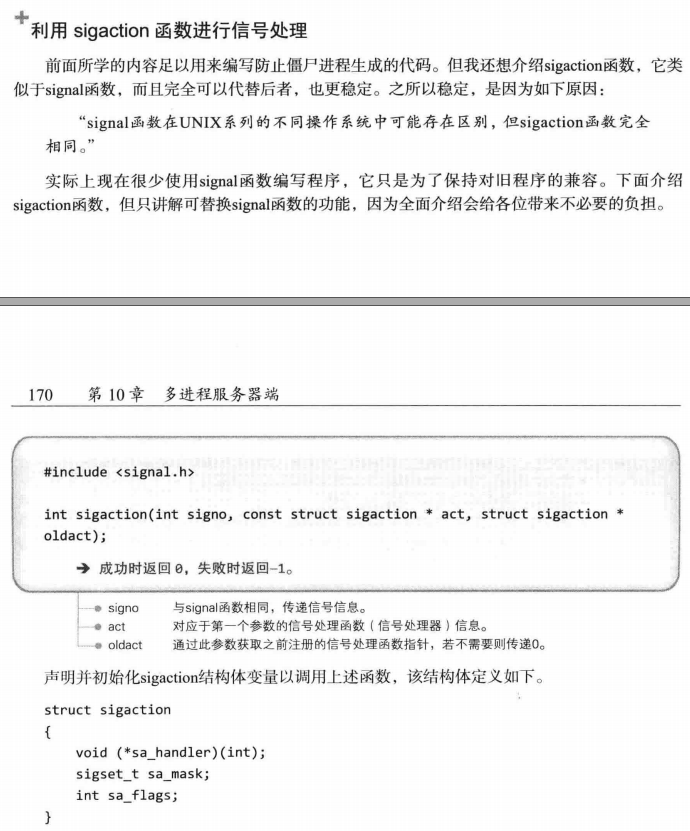 +利用 sigaction 函数进行信号处理
前面所学的内容足以用来编写防止僵尸进程生成的代码。但我还想介绍sigaction函数，它类
似于signal函数，而且完全可以代替后者，也更稳定。之所以稳定，是因为如下原因：
“signal函数在UNIX系列的不同操作系统中可能存在区别，但sigaction函数完全
相同。”
实际上现在很少使用signal函数编写程序，它只是为了保持对旧程序的兼容。下面介绍
sigaction函数，但只讲解可替换signal函数的功能，因为全面介绍会给各位带来不必要的负担。
170 第 10 章 多进程服务器端
#include <signal.h>
int sigaction(int signo, const struct sigaction * act, struct sigaction *
oldact);
→ 成功时返回 0，失败时返回−1。
signo 与signal函数相同，传递信号信息。
act 对应于第一个参数的信号处理函数（信号处理器）信息。
oldact 通过此参数获取之前注册的信号处理函数指针，若不需要则传递0。
声明并初始化sigaction结构体变量以调用上述函数，该结构体定义如下。
struct sigaction
{
void (*sa_handler)(int);
sigset_t sa_mask;
int sa_flags;
}